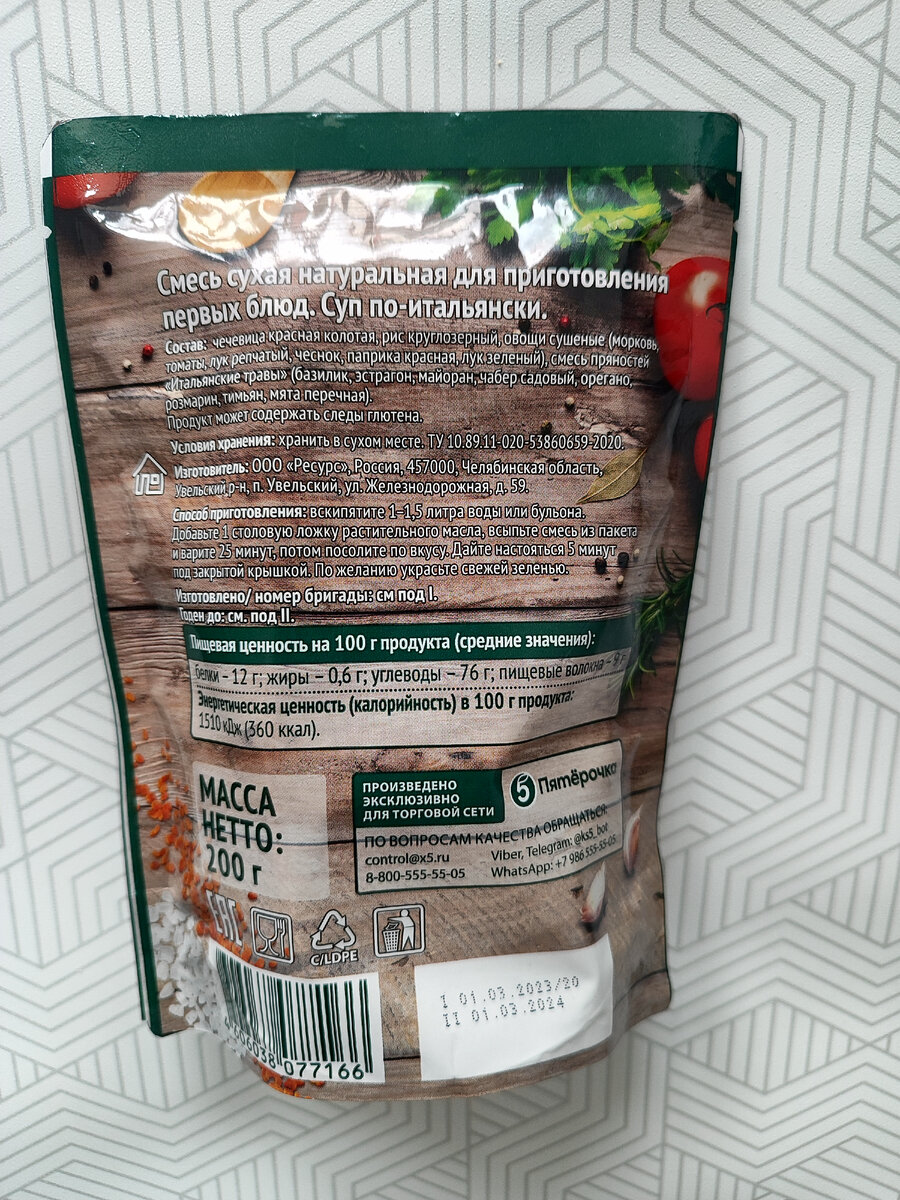 Смесь сухая натуральная для приготовления
первых блюд. Суп по-итальянски.
Состав: чечевица красная колотая, рис круглозерный, овощи сушеные (морковь,
томаты, лук репчатый, чеснок, паприка красная, лук зеленый), смесь пряностей
«Итальянские травы» (базилик, эстрагон, майоран, чабер садовый, орегано,
розмарин, тимьян, мята перечная).
Продукт может содержать следы глютена.
Условия хранения: хранить в сухом месте. ТУ 10.89.11-020-53860659-2020.
Изготовитель: ООО «Ресурс», Россия, 457000, Челябинская область,
Увельский р-н, п. Увельский, ул. Железнодорожная, д. 59.
Способ приготовления: вскипятите 1–1,5 литра воды или бульона.
Добавьте 1 столовую ложку растительного масла, всыпьте смесь из пакета
и варите 25 минут, потом посолите по вкусу. Дайте настояться 5 минут
под закрытой крышкой. По желанию украсьте свежей зеленью.
Изготовлено/ номер бригады: см под I.
Годен до: см. под II.
Пищевая ценность на 100 г продукта (средние значения):
белки – 12 г; жиры – 0,6 г; углеводы – 76 г; пищевые волокна –
Энергетическая ценность (калорийность) в 100 г продукта:
1510 кДж (360 ккал).
МАССА
НЕТТО:
200 г
ПРОИЗВЕДЕНО
ЭКСКЛЮЗИВНО
ДЛЯ ТОРГОВОЙ СЕТИ
5 Пятёрочка
ПО ВОПРОСАМ КАЧЕСТВА ОБРАЩАТЬСЯ:
control@x5.ru
8-800-555-55-05
Viber, Telegram: @ks5_bot
WhatsApp: +7 986 555-55-05
EAC
C/LDPE
077166
I 01.03.2023/20
II 01.03.2024